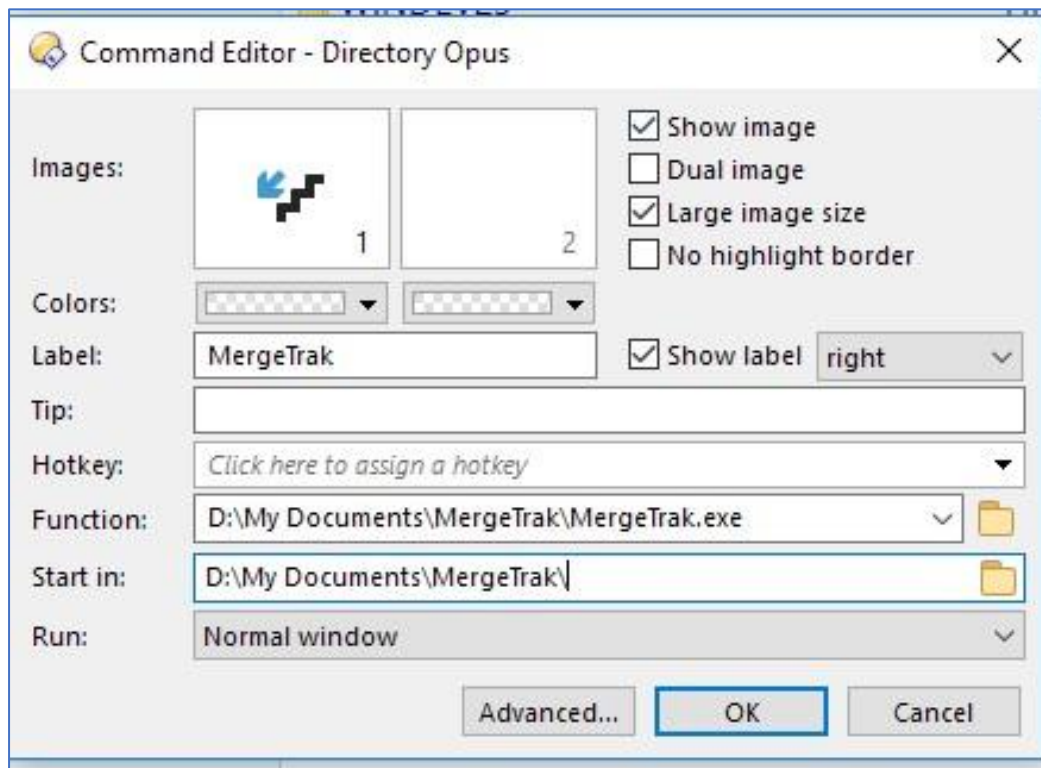 Command Editor - Directory Opus
Images:
1
2
Show image
Dual image
Large image size
No highlight border
Colors:
Label:
MergeTrak
Show label
right
Tip:
Hotkey:
Click here to assign a hotkey
Function:
D:\My Documents\MergeTrak\MergeTrak.exe
Start in:
D:\My Documents\MergeTrak\
Run:
Normal window
Advanced...
OK
Cancel